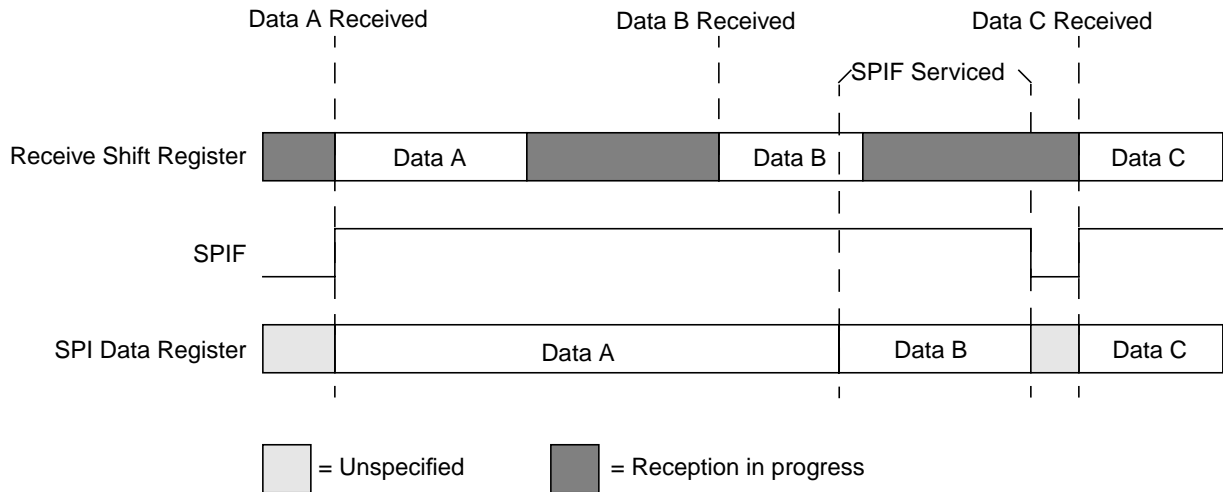 Data A Received
Data B Received
Data C Received
SPIF Serviced
Receive Shift Register
Data A
Data B
Data C
SPIF
SPI Data Register
Data A
Data B
Data C
= Unspecified
= Reception in progress